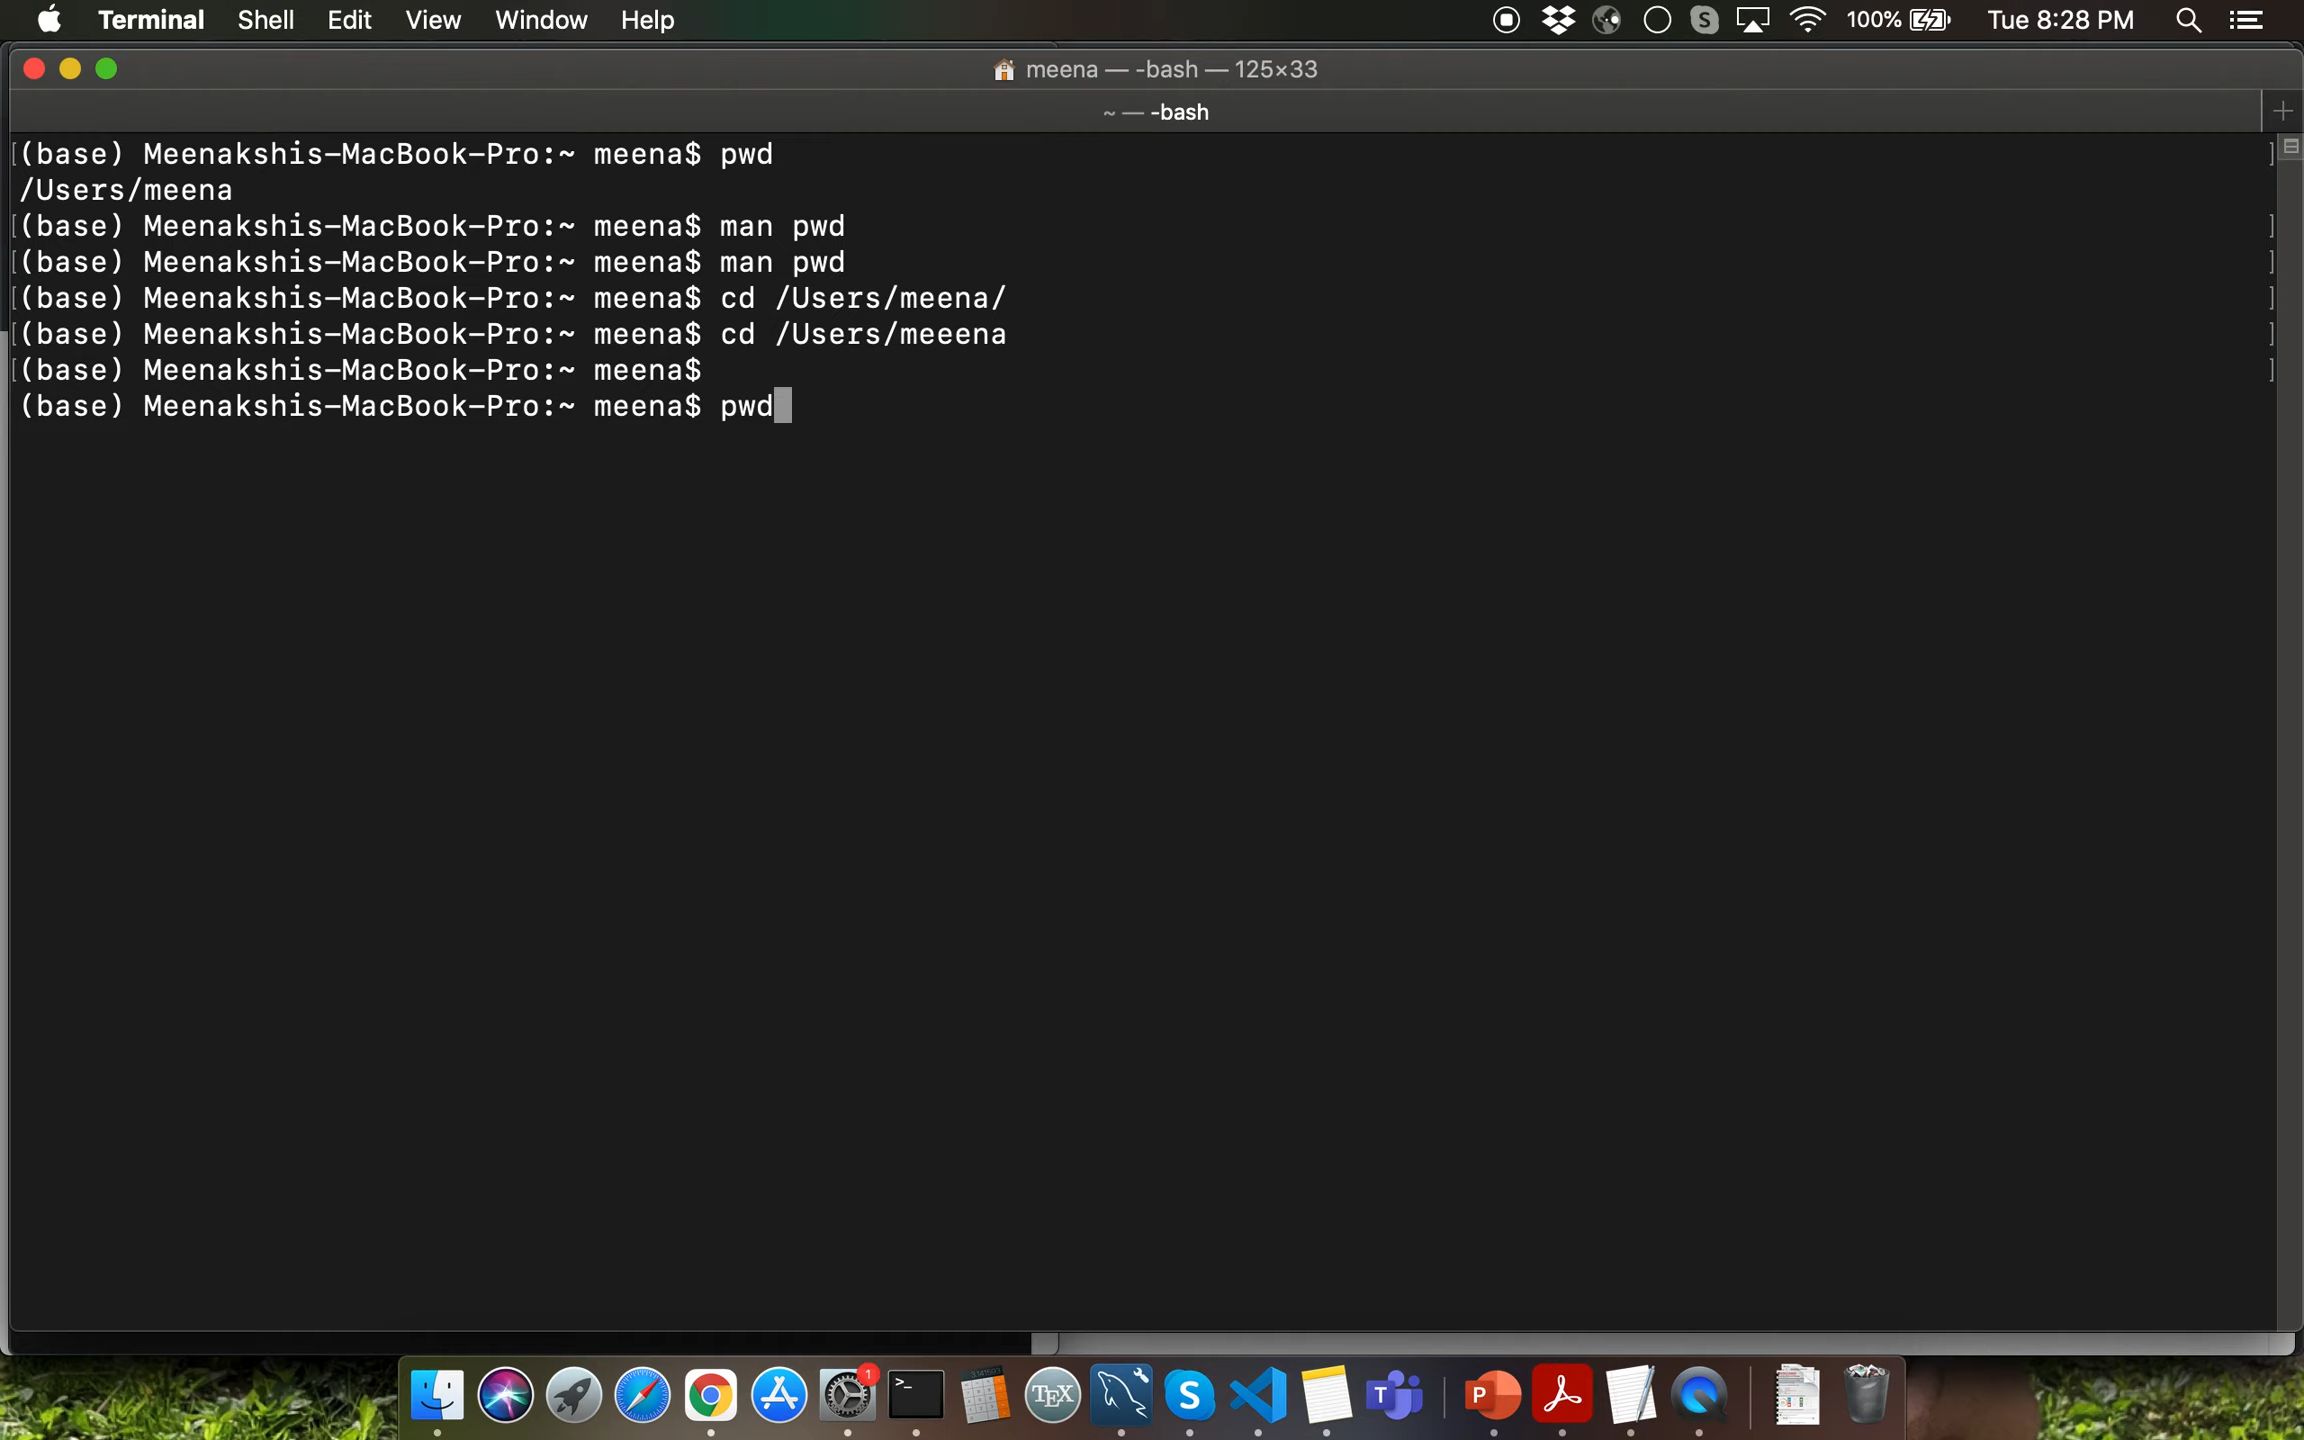 Terminal Shell Edit View Window Help 100% Tue 8:28 PM
meena — -bash — 125×33
~ — -bash
(base) Meenakshis-MacBook-Pro:~ meena$ pwd
/Users/meena
(base) Meenakshis-MacBook-Pro:~ meena$ man pwd
(base) Meenakshis-MacBook-Pro:~ meena$ man pwd
(base) Meenakshis-MacBook-Pro:~ meena$ cd /Users/meena/
(base) Meenakshis-MacBook-Pro:~ meena$ cd /Users/meeena
(base) Meenakshis-MacBook-Pro:~ meena$
(base) Meenakshis-MacBook-Pro:~ meena$ pwd
1
>_ TEX S T P